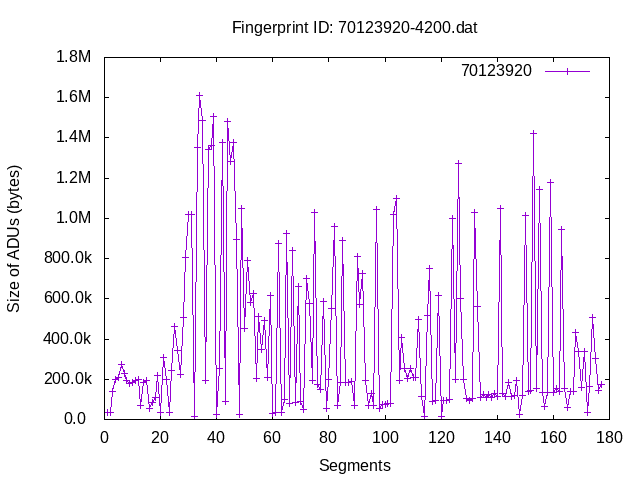 Fingerprint ID: 70123920-4200.dat
70123920
Size of ADUs (bytes)
1.8M
1.6M
1.4M
1.2M
1.0M
800.0k
600.0k
400.0k
200.0k
0.0
0 20 40 60 80 100 120 140 160 180
Segments